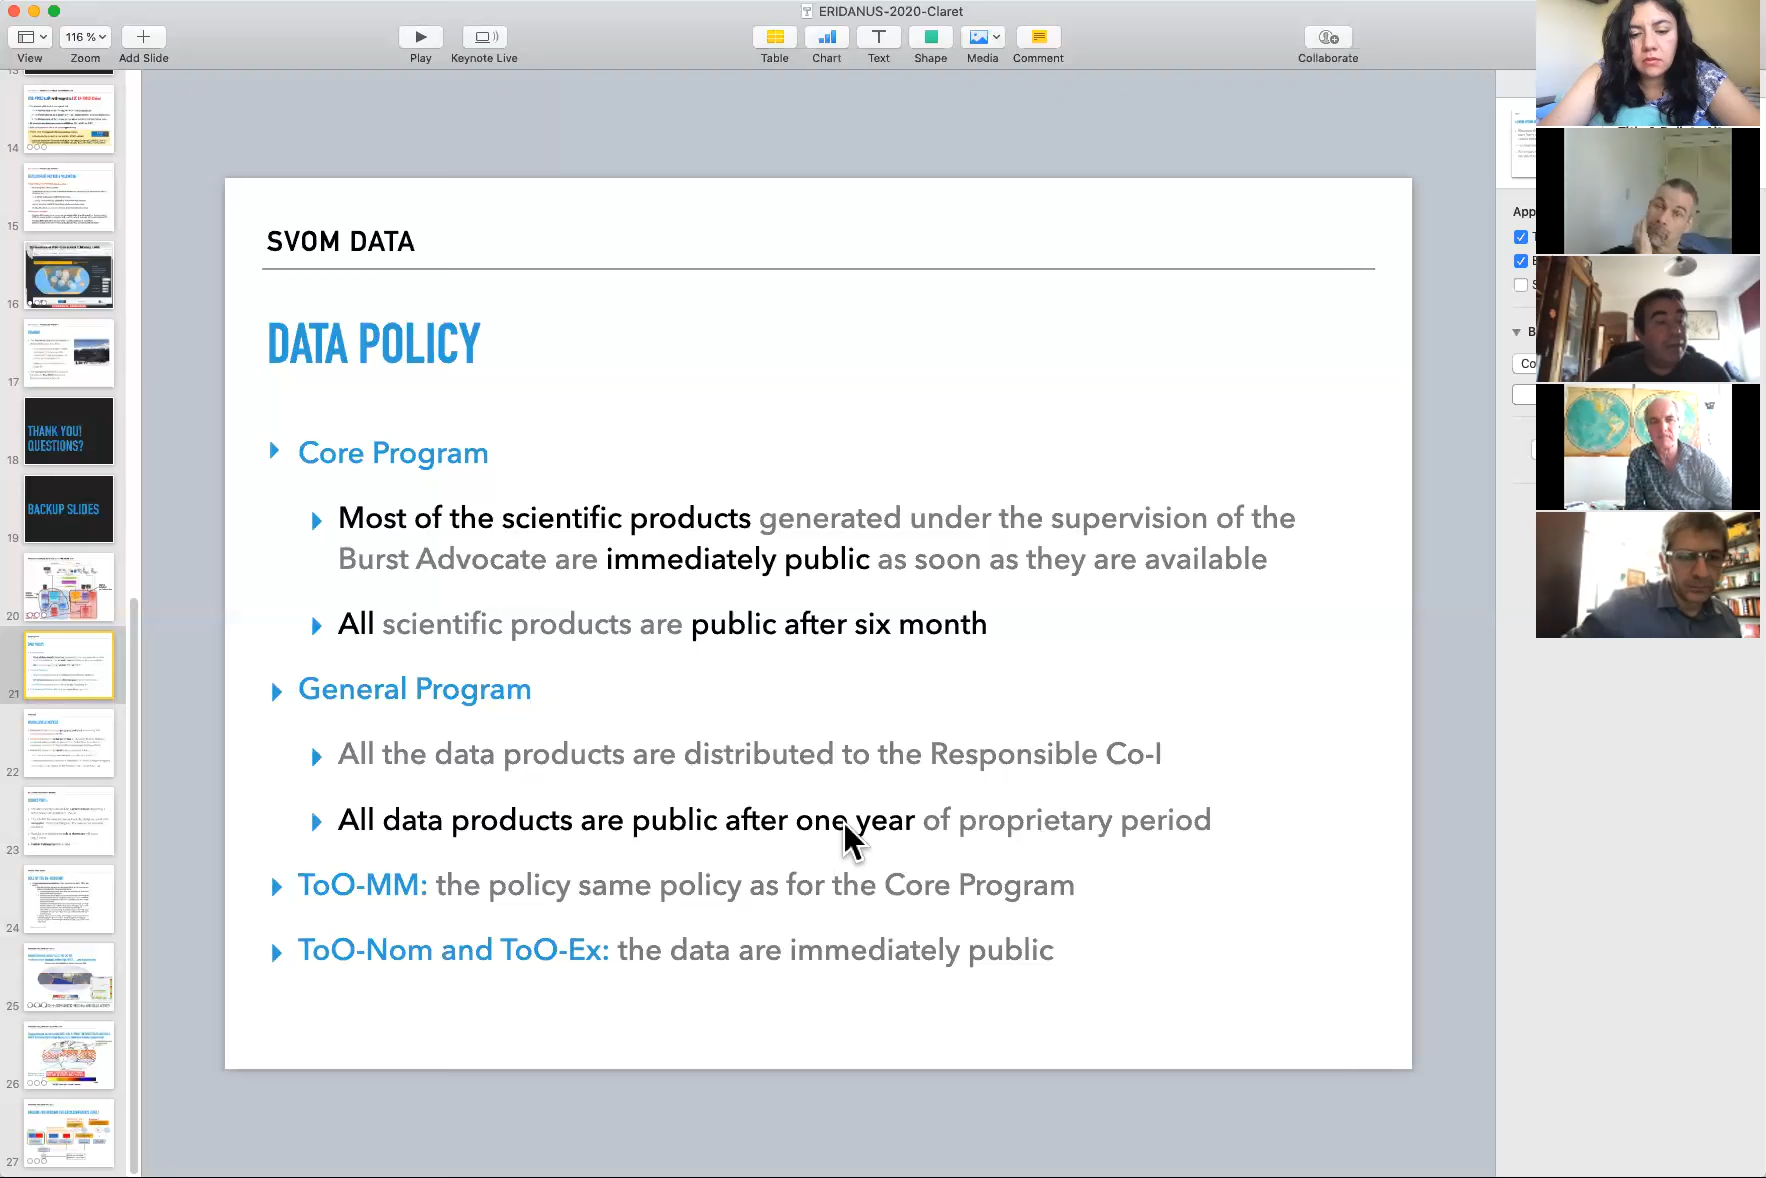 ERIDANUS-2020-Claret
116 %
View
Zoom
Add Slide
Play
Keynote Live
Table
Chart
Text
Shape
Media
Comment
Collaborate
14
15
16
17
THANK YOU!
QUESTIONS?
18
BACKUP SLIDES
19
20
21
22
23
24
25
26
27
SVOM DATA
DATA POLICY
Core Program
Most of the scientific products generated under the supervision of the
Burst Advocate are immediately public as soon as they are available
All scientific products are public after six month
General Program
All the data products are distributed to the Responsible Co-I
All data products are public after one year of proprietary period
ToO-MM: the policy same policy as for the Core Program
ToO-Nom and ToO-Ex: the data are immediately public
App
Co